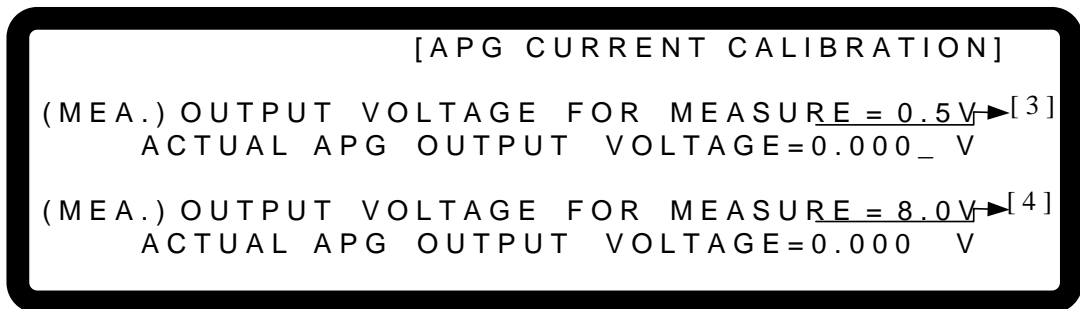 [APG CURRENT CALIBRATION]
(MEA.) OUTPUT VOLTAGE FOR MEASURE = 0.5V [3]
ACTUAL APG OUTPUT VOLTAGE=0.000_ V
(MEA.) OUTPUT VOLTAGE FOR MEASURE = 8.0V [4]
ACTUAL APG OUTPUT VOLTAGE=0.000 V